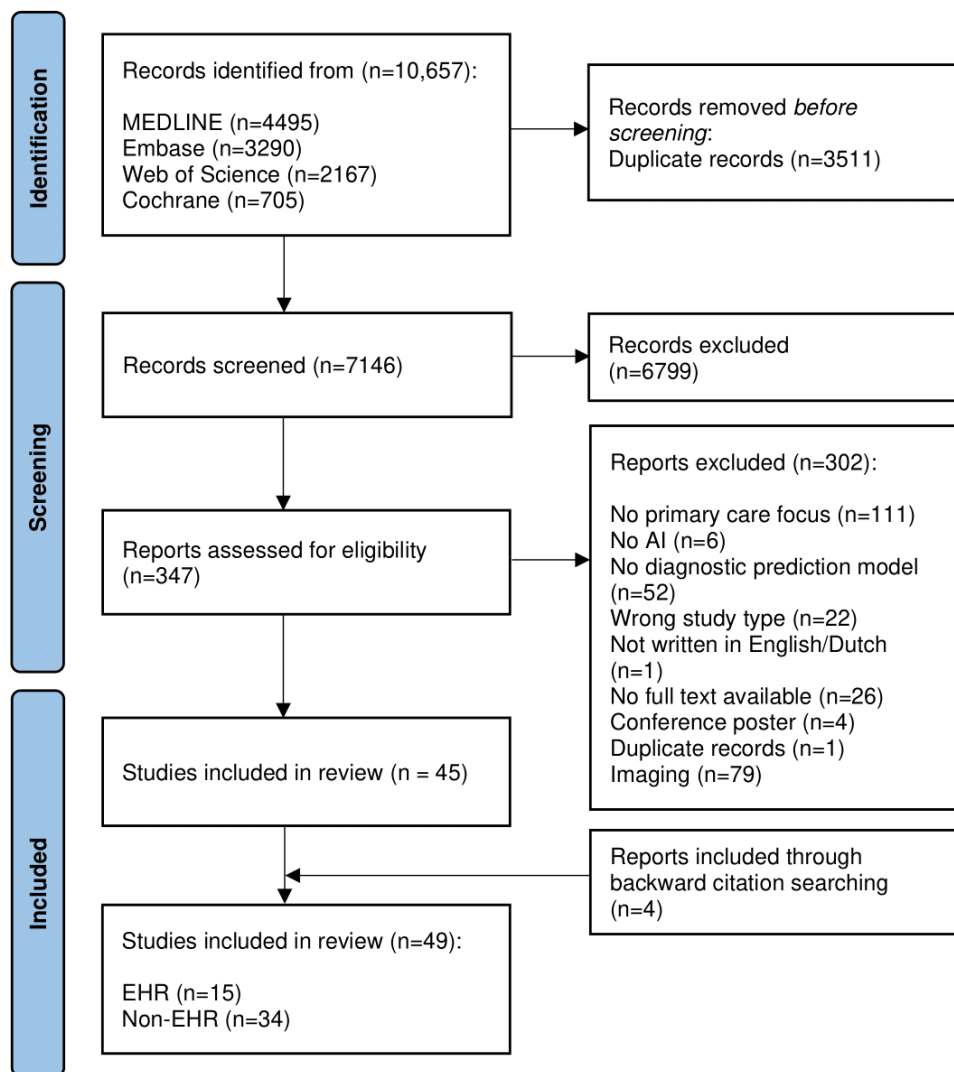 Identification
Records identified from (n=10,657):
MEDLINE (n=4495)
Embase (n=3290)
Web of Science (n=2167)
Cochrane (n=705)
Records removed before
screening:
Duplicate records (n=3511)
Screening
Records screened (n=7146)
Records excluded
(n=6799)
Reports assessed for eligibility
(n=347)
Reports excluded (n=302):
No primary care focus (n=111)
No AI (n=6)
No diagnostic prediction model
(n=52)
Wrong study type (n=22)
Not written in English/Dutch
(n=1)
No full text available (n=26)
Conference poster (n=4)
Duplicate records (n=1)
Imaging (n=79)
Included
Studies included in review (n = 45)
Reports included through
backward citation searching
(n=4)
Studies included in review (n=49):
EHR (n=15)
Non-EHR (n=34)